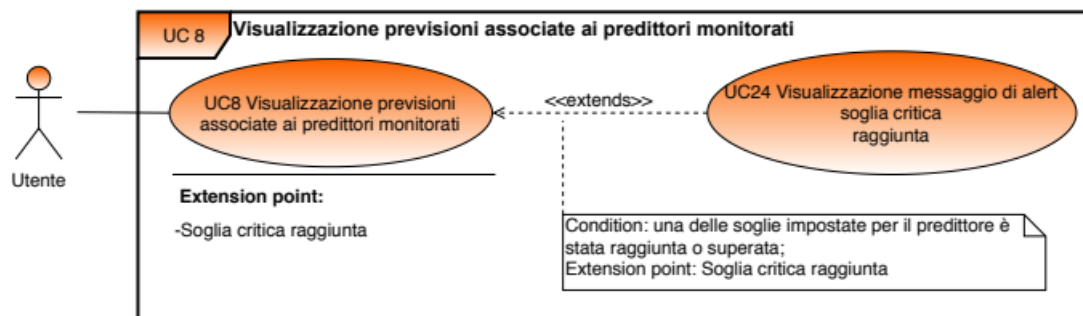 UC 8
Visualizzazione previsioni associate ai predittori monitorati
UC8 Visualizzazione previsioni
associate ai predittori monitorati
<<extends>>
UC24 Visualizzazione messaggio di alert
soglia critica
raggiunta
Utente
Extension point:
-Soglia critica raggiunta
Condition: una delle soglie impostate per il predittore è
stata raggiunta o superata;
Extension point: Soglia critica raggiunta